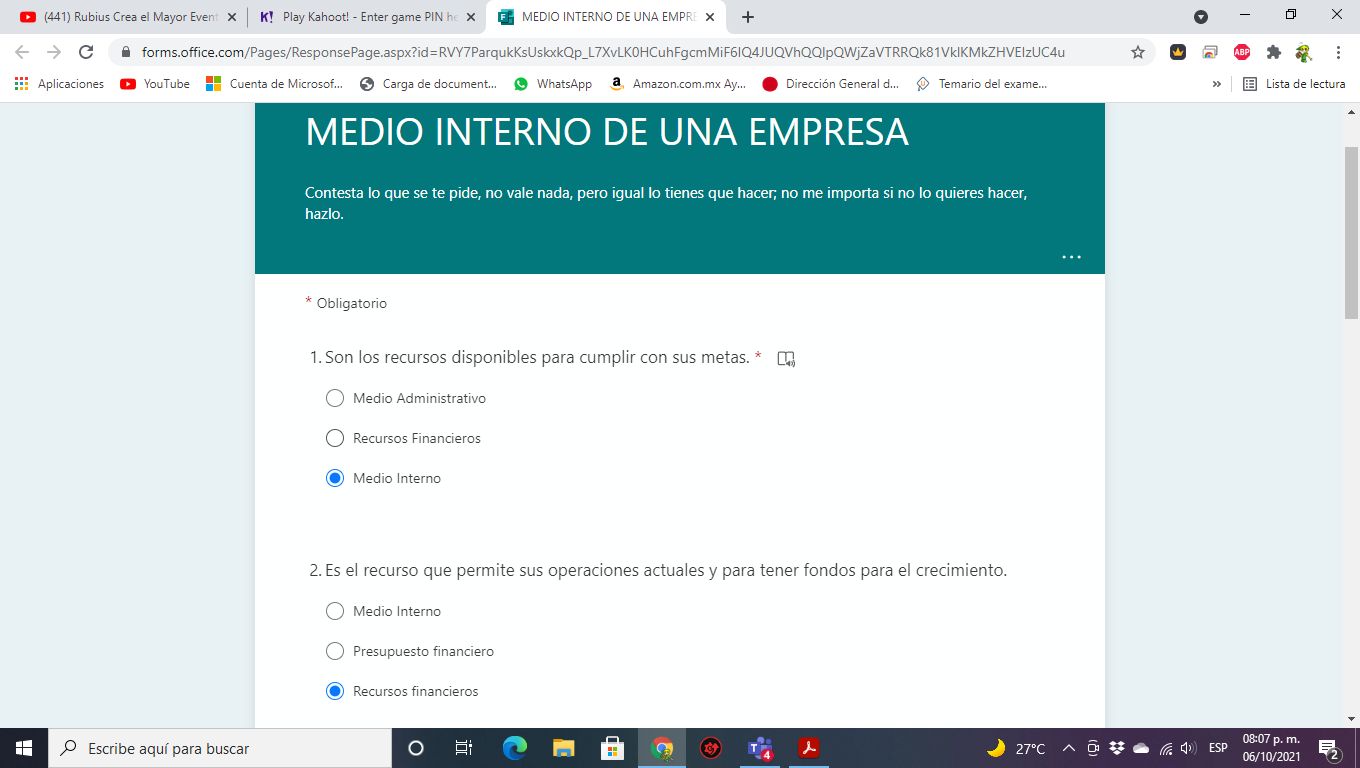 (441) Rubius Crea el Mayor Event
Play Kahoot! - Enter game PIN he
MEDIO INTERNO DE UNA EMPRE
forms.office.com/Pages/ResponsePage.aspx?id=RVY7ParqukKsUskxkQp_L7XvLK0HCuhFgcmMiF6IQ4JUQVhQQlpQWjZaVTRRQk81VklKMkZHVElzUC4u
Aplicaciones
YouTube
Cuenta de Microsof...
Carga de document...
WhatsApp
Amazon.com.mx Ay...
Dirección General d...
Temario del exame...
»
Lista de lectura
MEDIO INTERNO DE UNA EMPRESA
Contesta lo que se te pide, no vale nada, pero igual lo tienes que hacer; no me importa si no lo quieres hacer,
hazlo.
* Obligatorio
1. Son los recursos disponibles para cumplir con sus metas. *
Medio Administrativo
Recursos Financieros
Medio Interno
2. Es el recurso que permite sus operaciones actuales y para tener fondos para el crecimiento.
Medio Interno
Presupuesto financiero
Recursos financieros
Escribe aquí para buscar
4
27°C
ESP
08:07 p. m.
06/10/2021
2